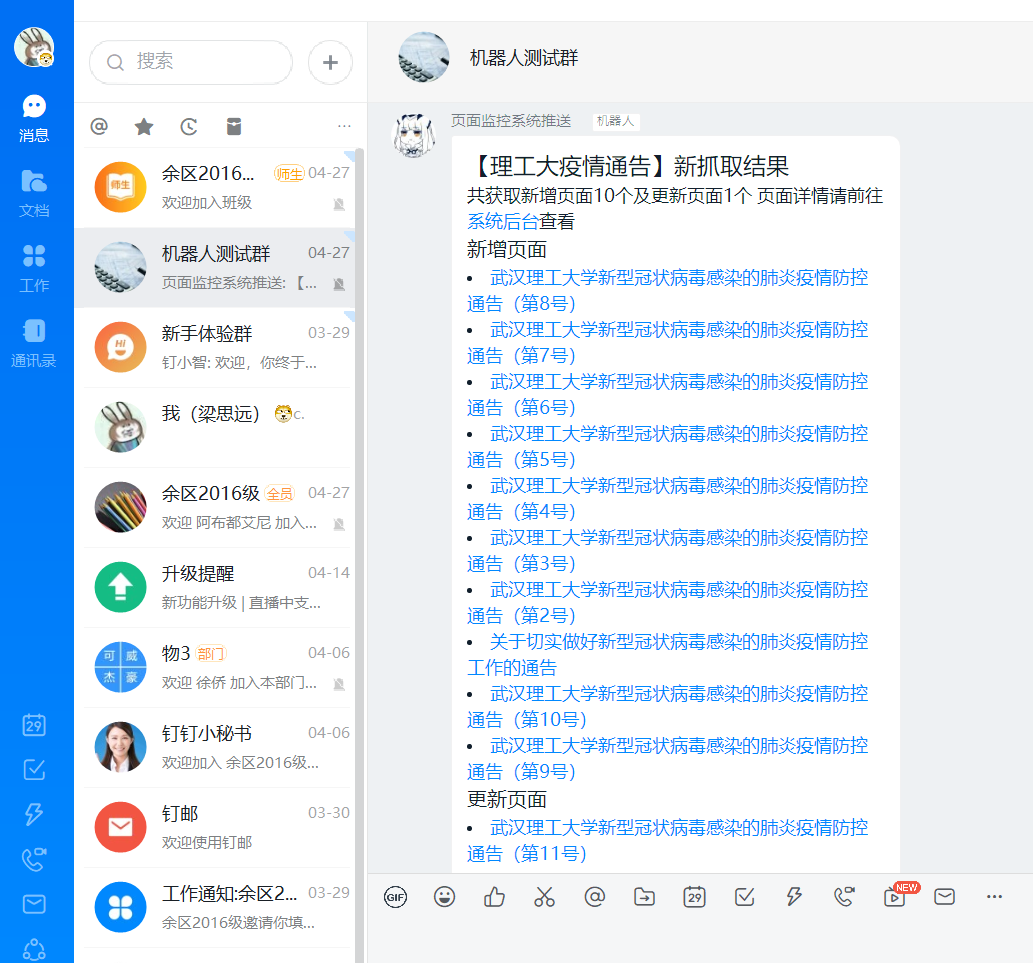 消息
文档
工作
通讯录
29
搜索
@
···
师生
余区2016... 师生 04-27
欢迎加入班级
机器人测试群 04-27
页面监控系统推送: 【...
Hi
新手体验群 03-29
钉小智: 欢迎，你终于...
我（梁思远） c.
余区2016级 全员 04-27
欢迎 阿布都艾尼 加入...
升级提醒 04-14
新功能升级 | 直播中支...
可 威
杰 豪
物3 部门 04-06
欢迎 徐侨 加入本部门...
钉钉小秘书 04-06
欢迎加入 余区2016级...
钉邮 03-30
欢迎使用钉邮
工作通知:余区2... 03-29
余区2016级邀请你填...
机器人测试群
页面监控系统推送 机器人
【理工大疫情通告】新抓取结果
共获取新增页面10个及更新页面1个 页面详情请前往
系统后台查看
新增页面
• 武汉理工大学新型冠状病毒感染的肺炎疫情防控
通告（第8号）
• 武汉理工大学新型冠状病毒感染的肺炎疫情防控
通告（第7号）
• 武汉理工大学新型冠状病毒感染的肺炎疫情防控
通告（第6号）
• 武汉理工大学新型冠状病毒感染的肺炎疫情防控
通告（第5号）
• 武汉理工大学新型冠状病毒感染的肺炎疫情防控
通告（第4号）
• 武汉理工大学新型冠状病毒感染的肺炎疫情防控
通告（第3号）
• 武汉理工大学新型冠状病毒感染的肺炎疫情防控
通告（第2号）
• 关于切实做好新型冠状病毒感染的肺炎疫情防控
工作的通告
• 武汉理工大学新型冠状病毒感染的肺炎疫情防控
通告（第10号）
• 武汉理工大学新型冠状病毒感染的肺炎疫情防控
通告（第9号）
更新页面
• 武汉理工大学新型冠状病毒感染的肺炎疫情防控
通告（第11号）
GIF @ 29 NEW ···